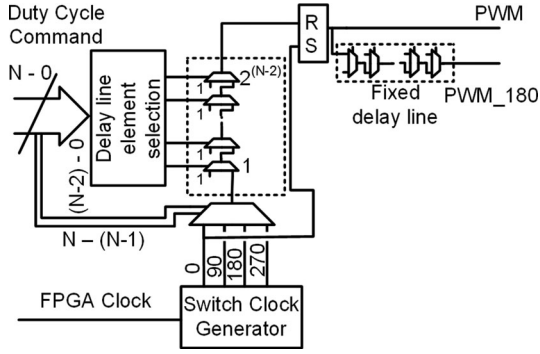 Duty Cycle
Command
N - 0
Delay line
element
selection
(N-2) - 0
N – (N-1)
2(N-2)
1
1
1
1
1
R
S
PWM
PWM_180
Fixed
delay line
0
90
180
270
FPGA Clock
Switch Clock
Generator